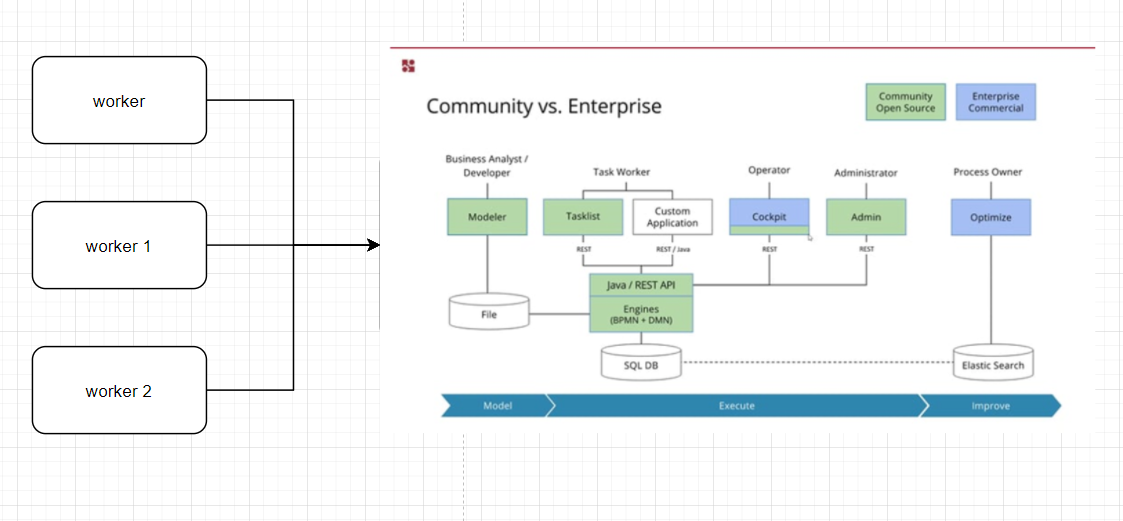 worker
worker 1
worker 2
Community vs. Enterprise
Community
Open Source
Enterprise
Commercial
Business Analyst /
Developer
Task Worker
Operator
Administrator
Process Owner
Modeler
Tasklist
Custom
Application
Cockpit
Admin
Optimize
REST
REST / Java
REST
REST
Java / REST API
Engines
(BPMN + DMN)
File
SQL DB
Elastic Search
Model
Execute
Improve